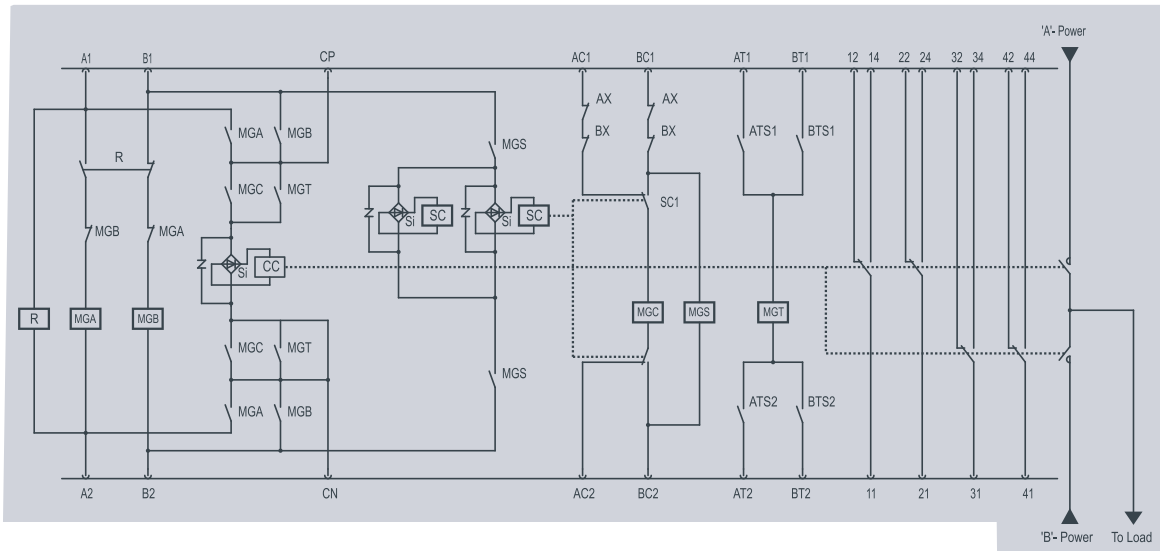 'A'- Power
A1 B1 CP AC1 BC1 AT1 BT1 12 14 22 24 32 34 42 44
AX AX
MGA MGB MGS BX BX ATS1 BTS1
R
MGC MGT
SC SC SC1
Si Si
MGB MGA
CC
Si
R MGA MGB MGC MGS MGT
MGC MGT
MGS
MGA MGB ATS2 BTS2
A2 B2 CN AC2 BC2 AT2 BT2 11 21 31 41
'B'- Power To Load